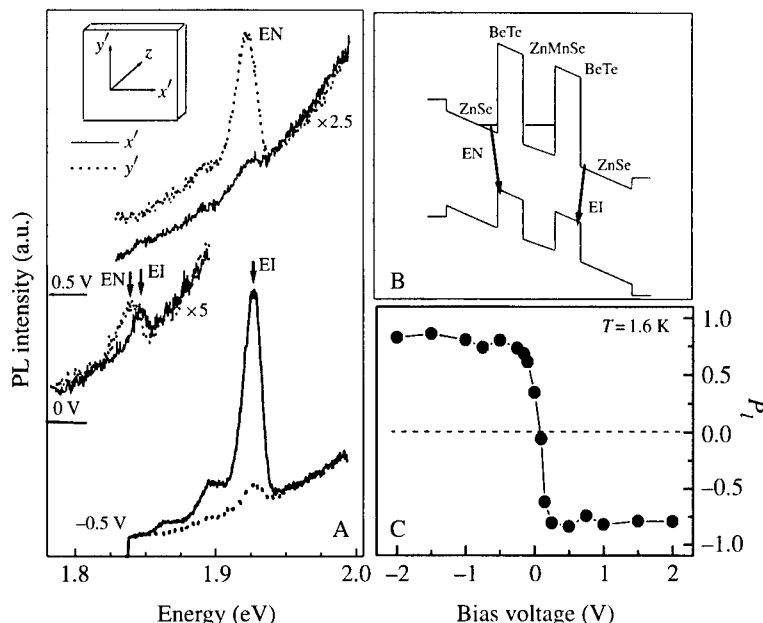 y′
z
x′
x′
y′
EN
×2.5
0.5 V
EN
EI
EI
×5
0 V
−0.5 V
A
1.8
1.9
2.0
Energy (eV)
PL intensity (a.u.)
BeTe
ZnMnSe
BeTe
ZnSe
EN
ZnSe
EI
B
T = 1.6 K
1.0
0.5
0.0
−0.5
−1.0
P_l
C
−2
−1
0
1
2
Bias voltage (V)